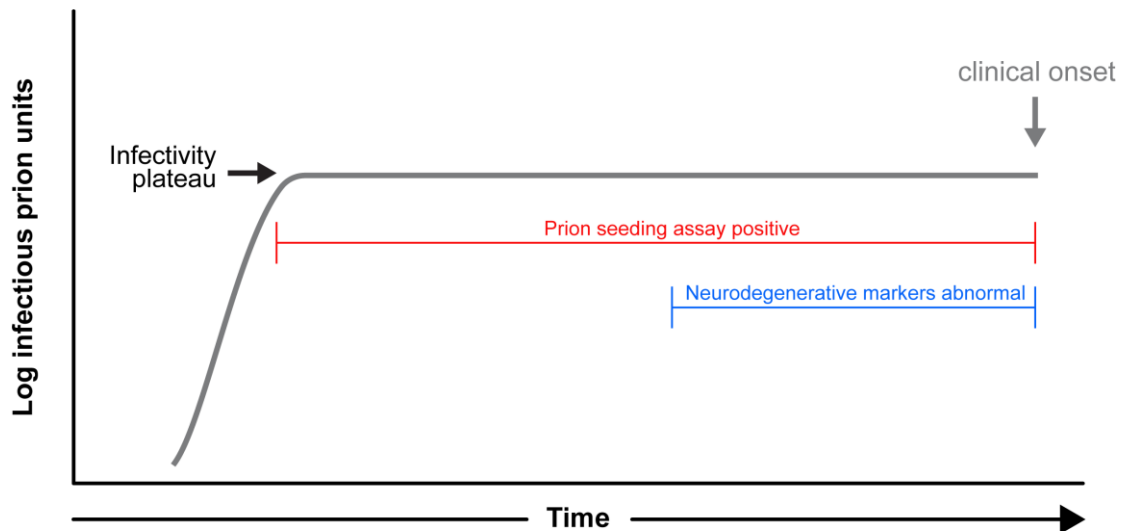 clinical onset
Infectivity
plateau
Prion seeding assay positive
Neurodegenerative markers abnormal
Log infectious prion units
Time